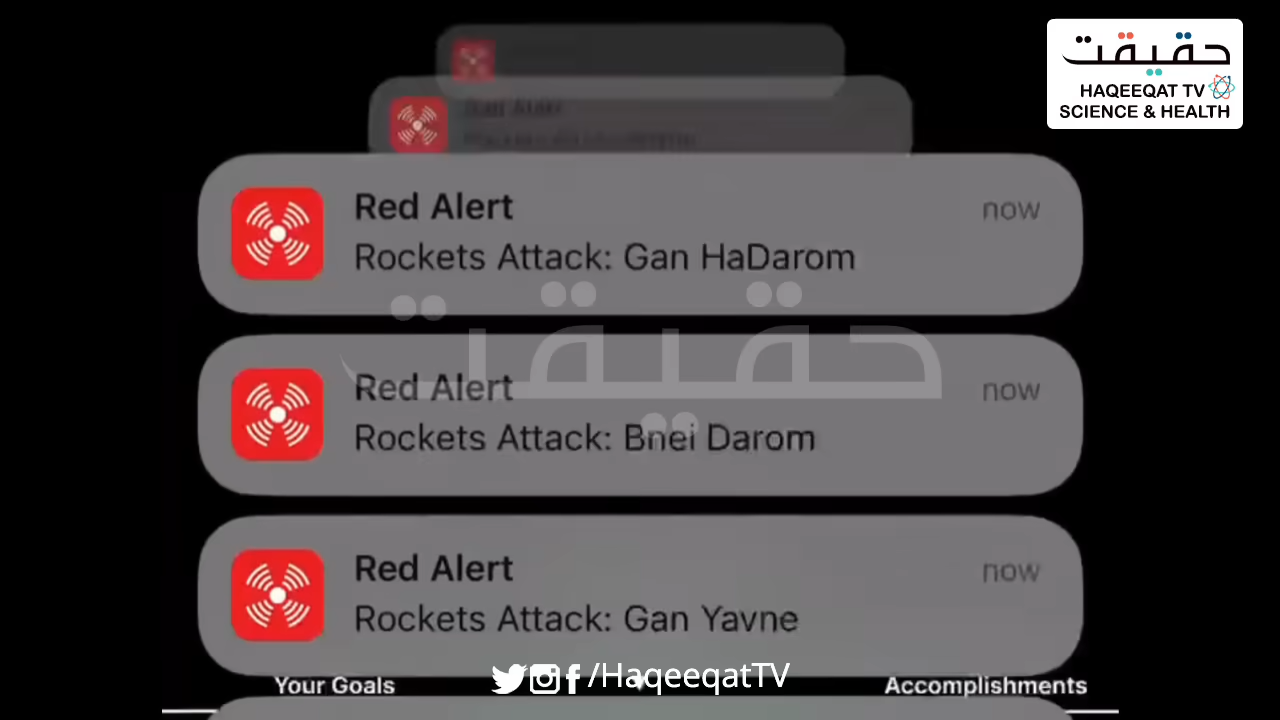 حقيقت
HAQEEQAT TV
SCIENCE & HEALTH
Red Alert
now
Rockets Attack: Gan HaDarom
حقيقت
Red Alert
now
Rockets Attack: Bnei Darom
Red Alert
now
Rockets Attack: Gan Yavne
Your Goals
/HaqeeqatTV
Accomplishments